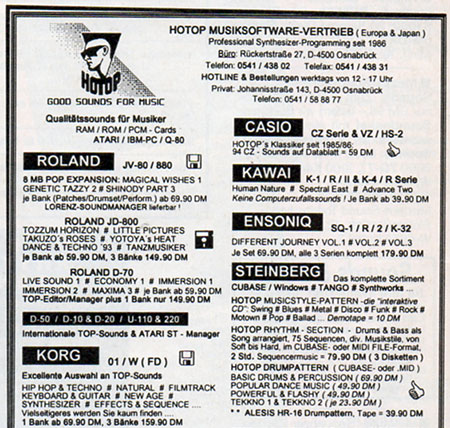 HOTOP MUSIKSOFTWARE-VERTRIEB ( Europa & Japan )
Professional Synthesizer-Programming seit 1986
Büro: Rückertstraße 27, D-4500 Osnabrück
Telefon: 0541 / 438 02 Telefax: 0541 / 438 31
HOTLINE & Bestellungen werktags von 12 - 17 Uhr
Privat: Johannisstraße 143, D-4500 Osnabrück
Telefon: 0541 / 58 88 77
HOTOP
GOOD SOUNDS FOR MUSIC
Qualitätssounds für Musiker
RAM / ROM / PCM - Cards
ATARI / IBM-PC / Q-80
ROLAND JV-80 / 880
8 MB POP EXPANSION: MAGICAL WISHES 1
GENETIC TAZZY 2 # SHINODY PART 3
je Bank (Patches/Drumset/Perform.) ab 69.90 DM
LORENZ-SOUNDMANAGER lieferbar !
ROLAND JD-800
TOZZUM HORIZON # LITTLE PICTURES
TAKUZO'S ROSES # YOTOYA's HEAT
DANCE & TECHNO '93 # TANZMUSIKER
je Bank ab 59.90 DM, 3 Bänke 149.90 DM
ROLAND D-70
LIVE SOUND 1 # ECONOMY 1 # IMMERSION 1
IMMERSION 2 # MAXIMA 3 # je Bank ab 59.90 DM
TOP-Editor/Manager plus 1 Bank nur 149.90 DM
D-50 / D-10 & D-20 / U-110 & 220
Internationale TOP-Sounds & ATARI ST - Manager
KORG 01 / W ( FD )
Excellente Auswahl an TOP-Sounds
HIP HOP & TECHNO # NATURAL # FILMTRACK
KEYBOARD & GUITAR # NEW AGE #
SYNTHESIZER # EFFECTS & SEQUENCE ....
Vielseitigeres werden Sie kaum finden ....
1 Bank ab 69.90 DM, 3 Bänke 159.90 DM
CASIO CZ Serie & VZ / HS-2
HOTOP's Klassiker seit 1985/86:
94 CZ - Sounds auf Datablatt = 59 DM
KAWAI K-1 / R / II & K-4 / R Serie
Human Nature # Spectral East # Advance Two
Keine Computerzufallssounds ! Je Bank ab 39.90 DM
ENSONIQ SQ-1 / R / 2 / K-32
DIFFERENT JOURNEY VOL.1 # VOL.2 # VOL.3
Je Set 69.90 DM, alle 3 Serien komplett 179.90 DM
STEINBERG Das komplette Sortiment
CUBASE / Windows # TANGO # Synthworks ...
HOTOP MUSICSTYLE-PATTERN -die "interaktive
CD": Swing # Blues # Metal # Disco # Funk # Rock #
Motown # Pop # Ballad ... Demotape = 10 DM
HOTOP RHYTHM - SECTION - Drums & Bass als
Song arrangiert, 75 Sequenzen, div. Musikstile, von
Soft bis Hard, im CUBASE- oder MIDI FILE-Format,
2 Std. Sequencermusic = 79.90 DM ( 3 Disketten )
HOTOP DRUMPATTERN ( CUBASE- oder .MID )
BASIC DRUMS & PERCUSSION ( 69.90 DM )
POPULAR DANCE MUSIC ( 49.90 DM )
POWERFUL & FLASHY ( 49.90 DM )
TEKKNO 1 & TEKKNO 2 ( je 23.90 DM )
** ALESIS HR-16 Drumpattern, Tape = 39.90 DM